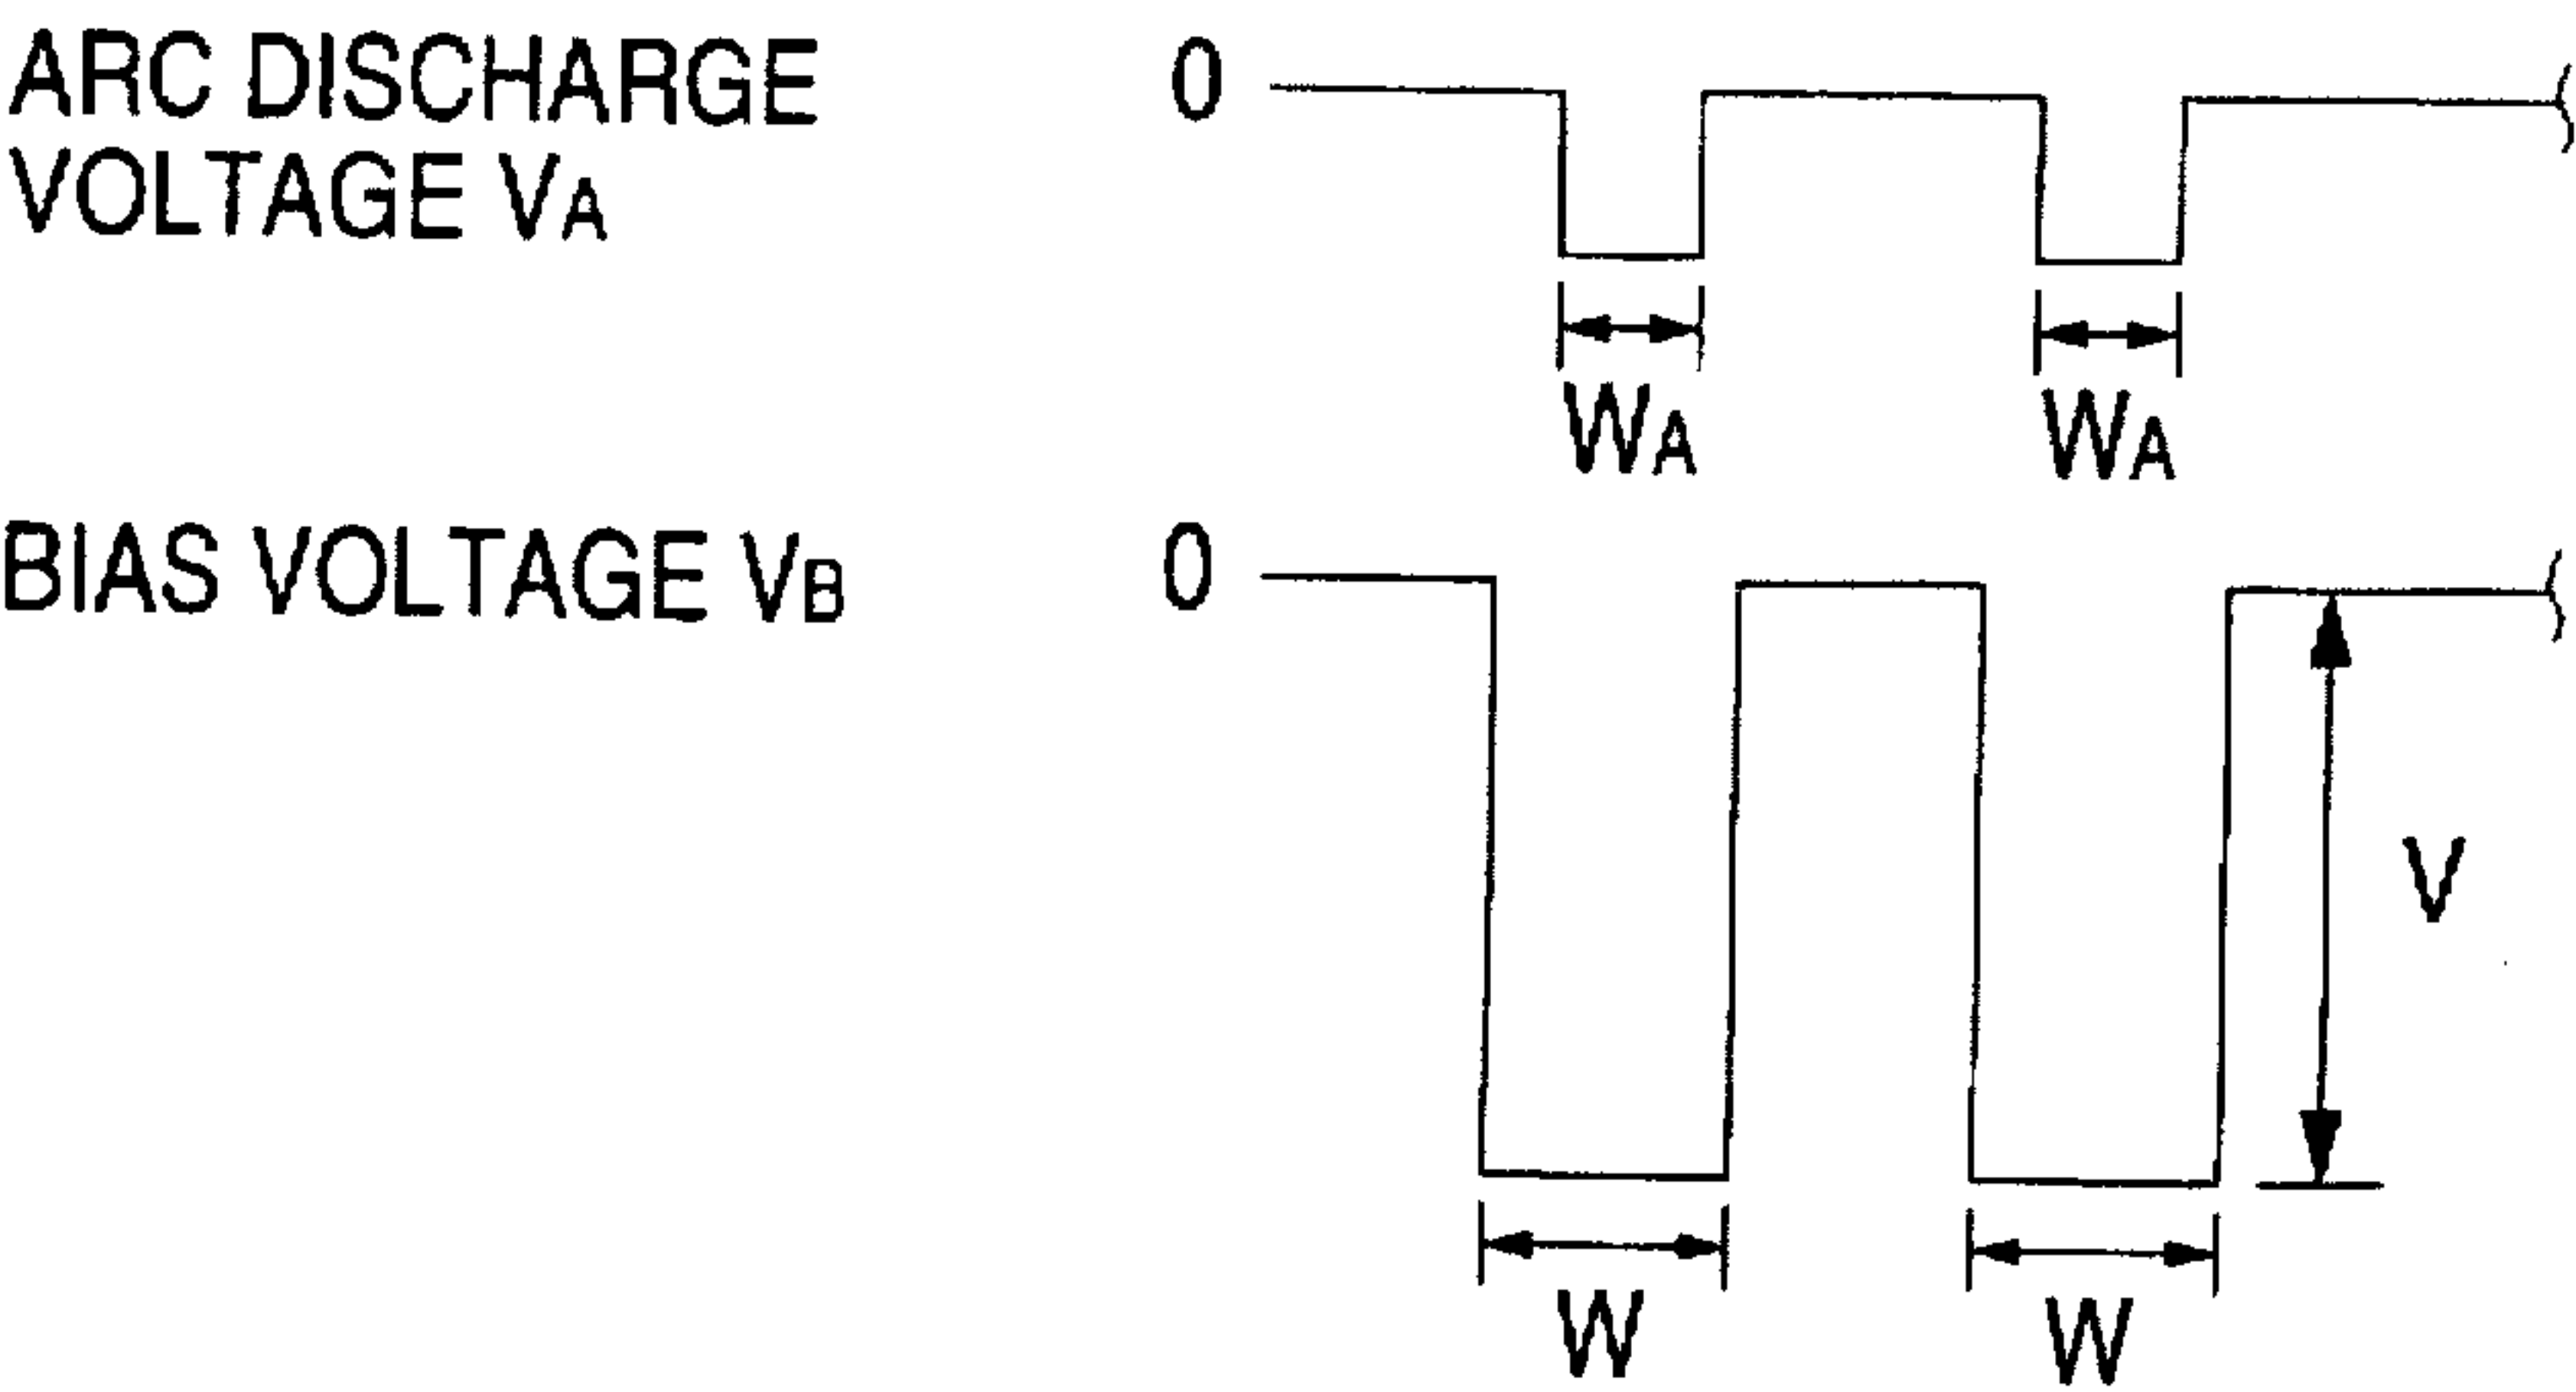 ARC DISCHARGE 0
VOLTAGE VA
WA WA
BIAS VOLTAGE VB 0
V
W W